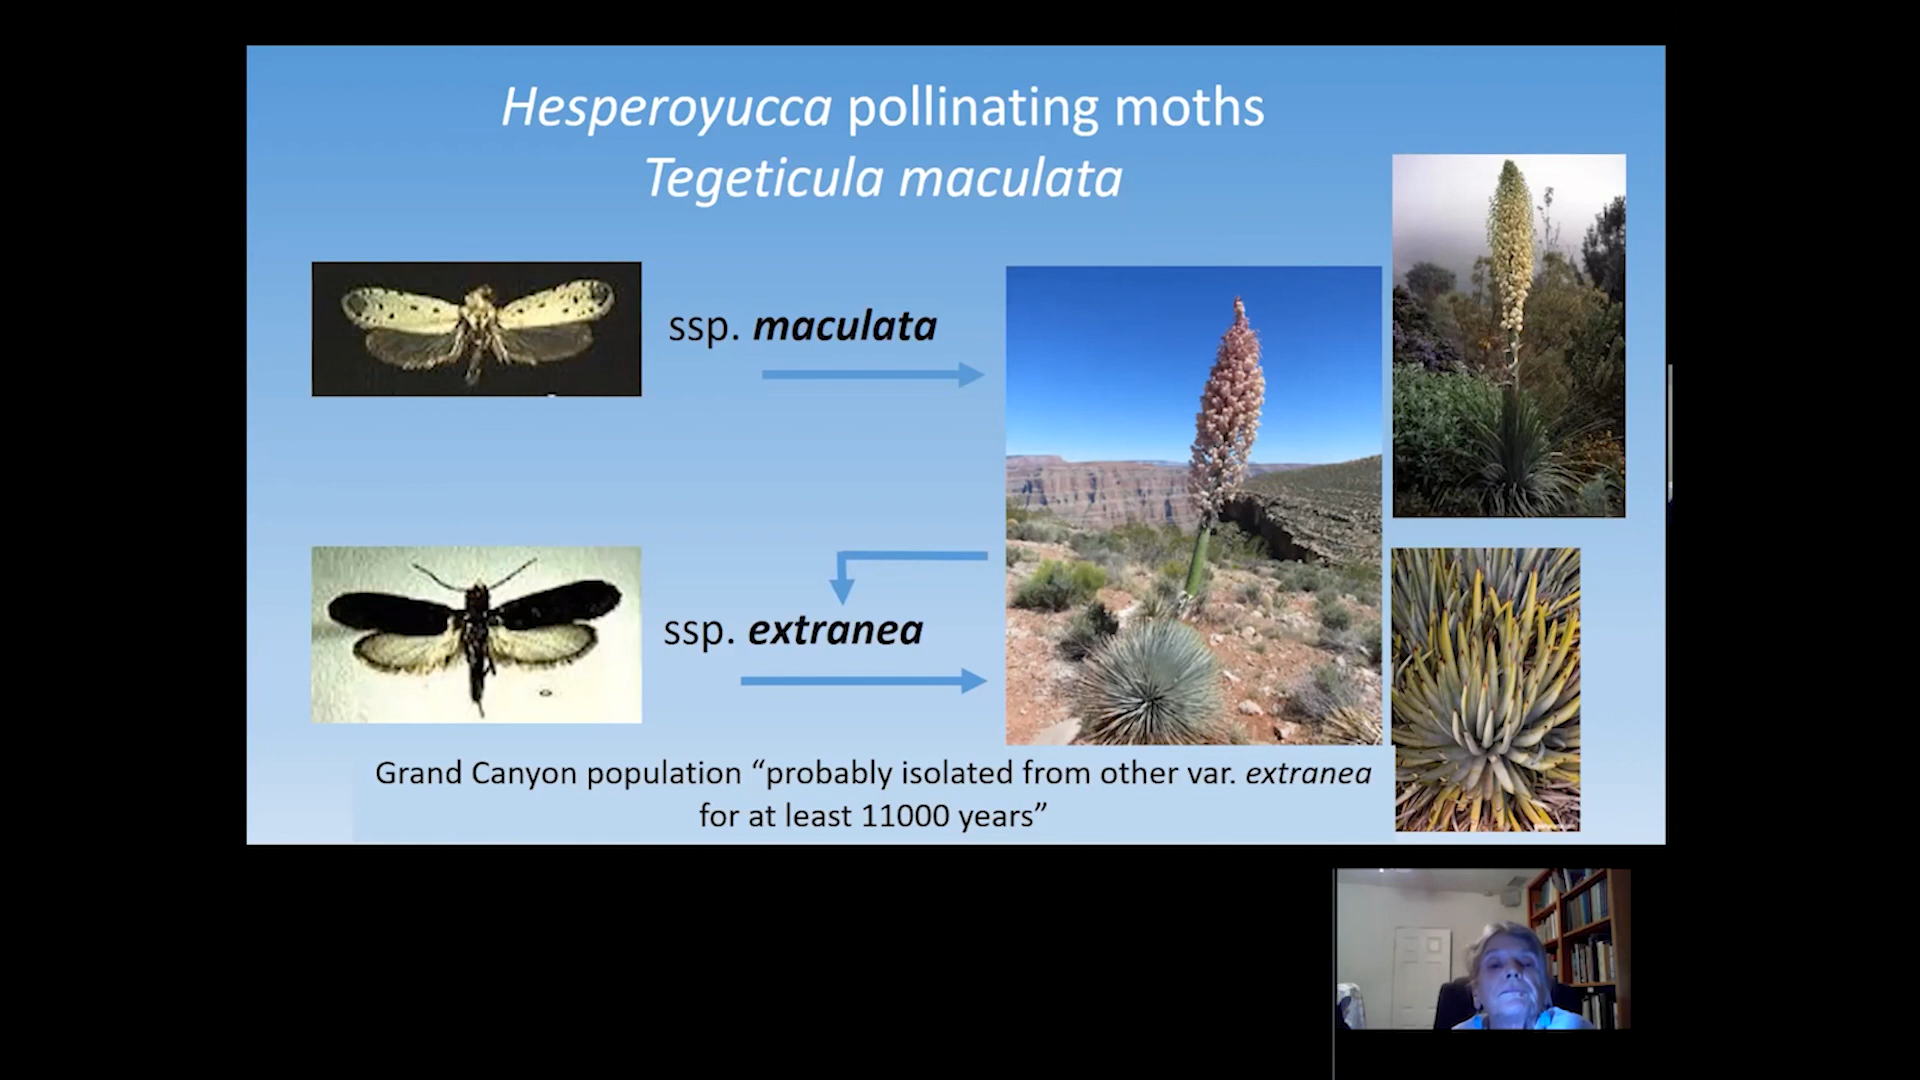 Hesperoyucca pollinating moths
Tegeticula maculata
ssp. maculata
ssp. extranea
Grand Canyon population “probably isolated from other var. extranea
for at least 11000 years”